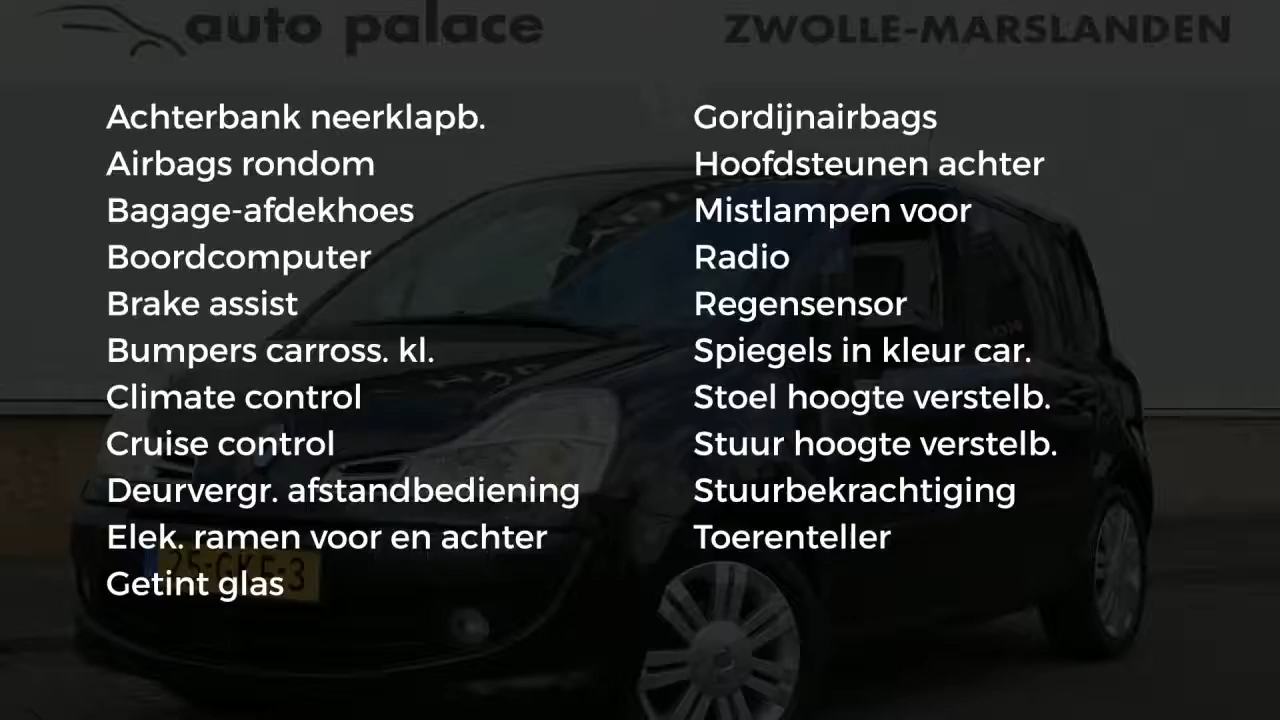 auto palace
ZWOLLE-MARSLANDEN
Achterbank neerklapb.
Airbags rondom
Bagage-afdekhoes
Boordcomputer
Brake assist
Bumpers carross. kl.
Climate control
Cruise control
Deurvergr. afstandbediening
Elek. ramen voor en achter
Getint glas
Gordijnairbags
Hoofdsteunen achter
Mistlampen voor
Radio
Regensensor
Spiegels in kleur car.
Stoel hoogte verstelb.
Stuur hoogte verstelb.
Stuurbekrachtiging
Toerenteller